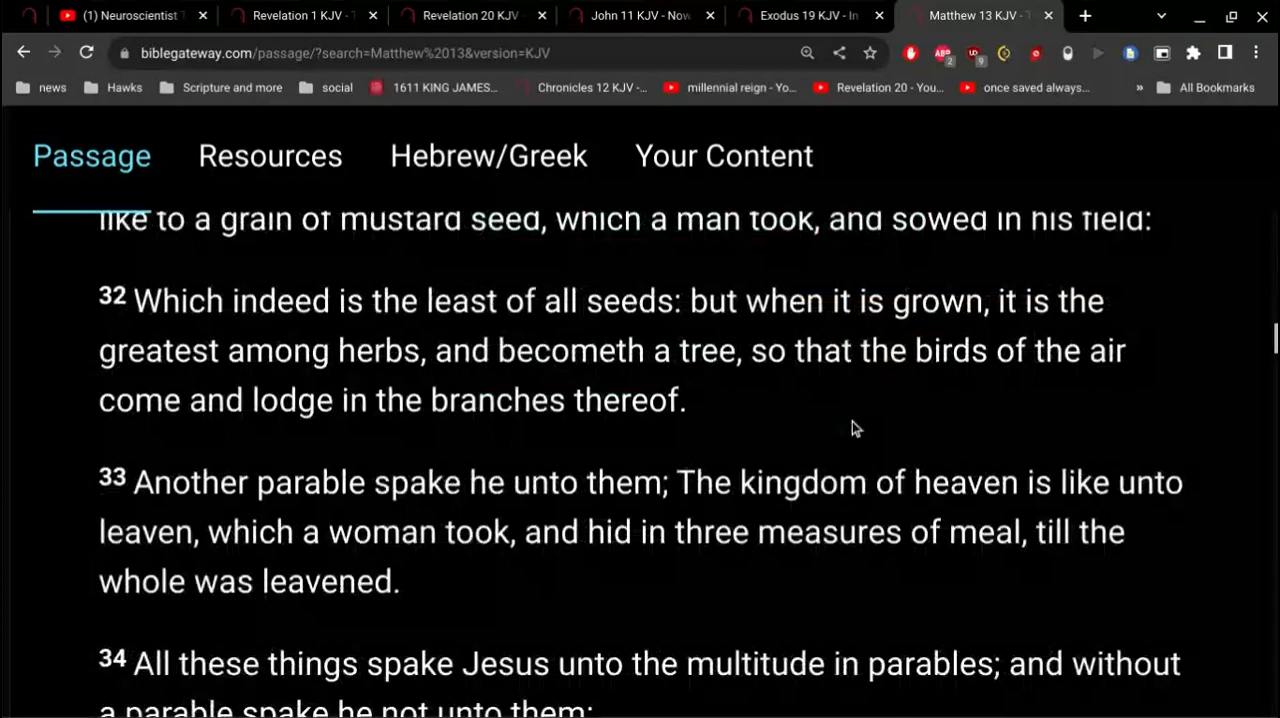 (1) Neuroscientist T
Revelation 1 KJV - T
Revelation 20 KJV -
John 11 KJV - Now
Exodus 19 KJV - In
Matthew 13 KJV - T
biblegateway.com/passage/?search=Matthew%2013&version=KJV
ABP
2
9
news
Hawks
Scripture and more
social
1611 KING JAMES...
Chronicles 12 KJV -...
millennial reign - Yo...
Revelation 20 - You...
once saved always...
»
All Bookmarks
Passage
Resources
Hebrew/Greek
Your Content
like to a grain of mustard seed, which a man took, and sowed in his field:
32 Which indeed is the least of all seeds: but when it is grown, it is the
greatest among herbs, and becometh a tree, so that the birds of the air
come and lodge in the branches thereof.
33 Another parable spake he unto them; The kingdom of heaven is like unto
leaven, which a woman took, and hid in three measures of meal, till the
whole was leavened.
34 All these things spake Jesus unto the multitude in parables; and without
a parable spake he not unto them: